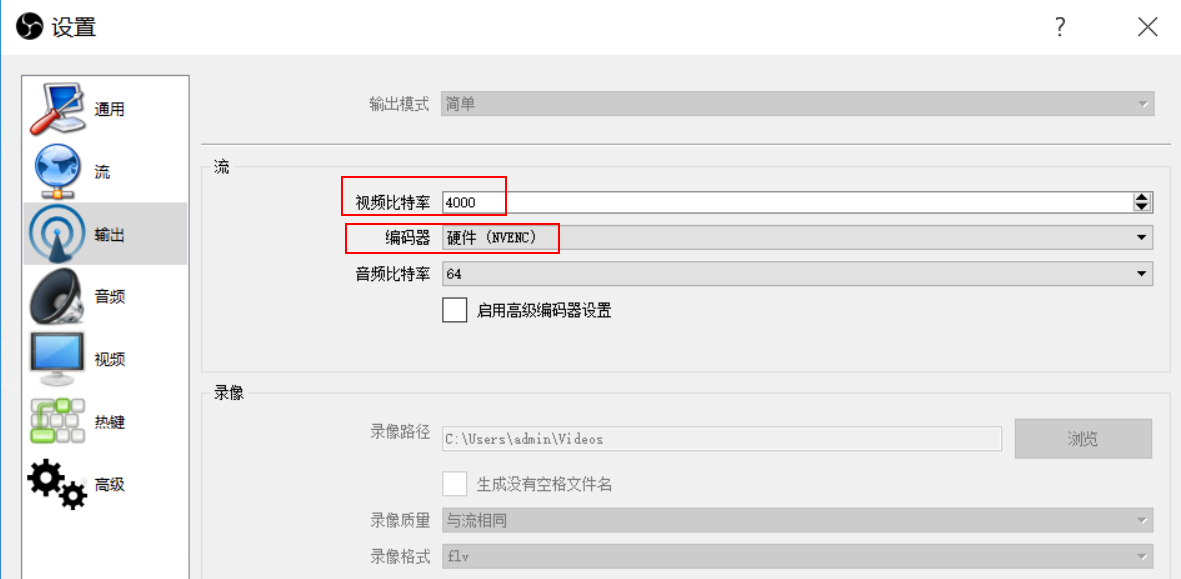 设置
?
通用
流
输出
音频
视频
热键
高级
输出模式 简单
流
视频比特率 4000
编码器 硬件 (NVENC)
音频比特率 64
启用高级编码器设置
录像
录像路径 C:\Users\admin\Videos 浏览
生成没有空格文件名
录像质量 与流相同
录像格式 flv